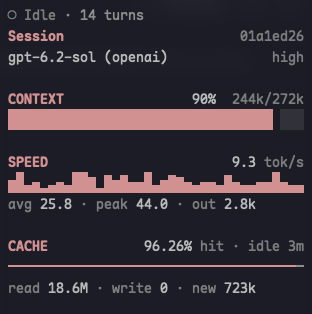 ○ Idle · 14 turns
Session 01a1ed26
gpt-6.2-sol (openai) high
CONTEXT 90% 244k/272k
SPEED 9.3 tok/s
avg 25.8 · peak 44.0 · out 2.8k
CACHE 96.26% hit · idle 3m
read 18.6M · write 0 · new 723k